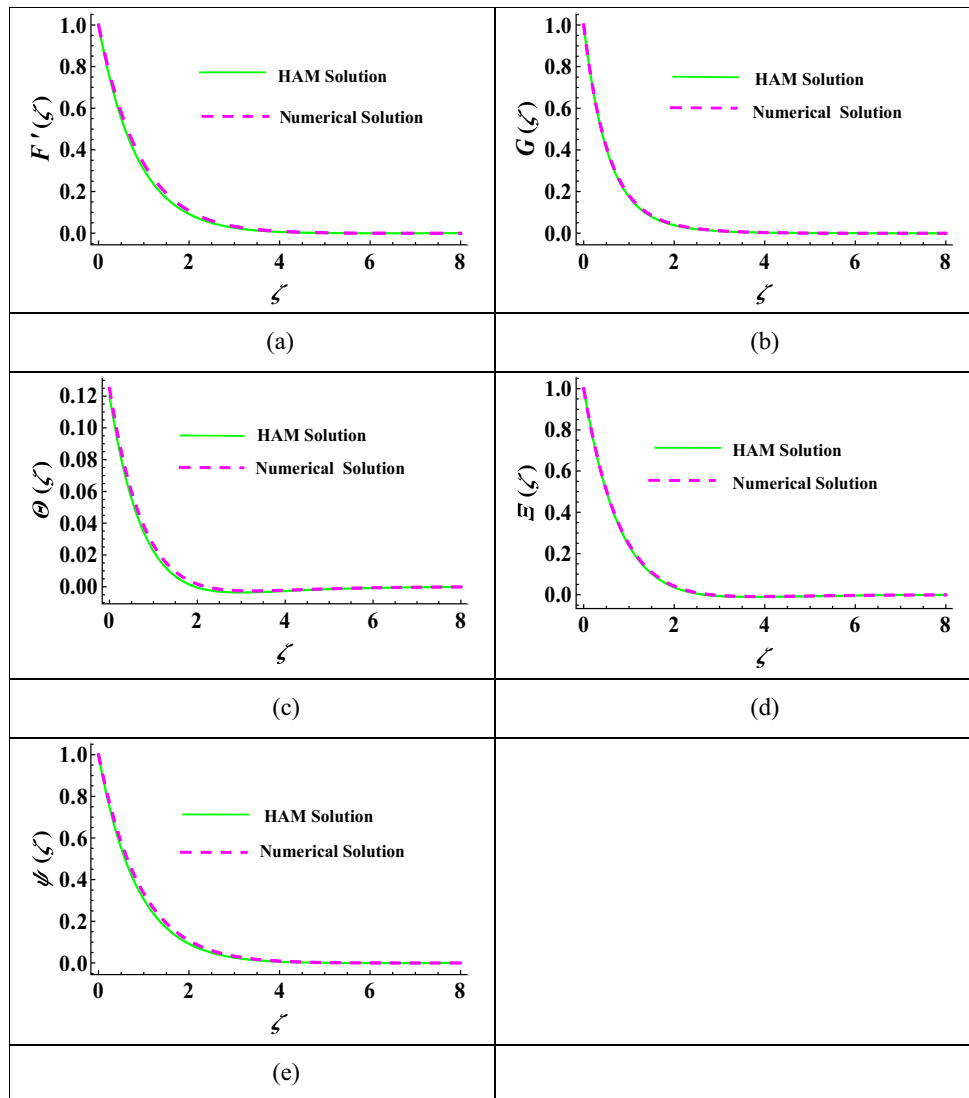 1.0
0.8
0.6
0.4
0.2
0.0
F ′(ζ)
HAM Solution
Numerical Solution
0 2 4 6 8
ζ
1.0
0.8
0.6
0.4
0.2
0.0
G(ζ)
HAM Solution
Numerical Solution
0 2 4 6 8
ζ
(a)
(b)
0.12
0.10
0.08
0.06
0.04
0.02
0.00
Θ(ζ)
HAM Solution
Numerical Solution
0 2 4 6 8
ζ
1.0
0.8
0.6
0.4
0.2
0.0
Ξ(ζ)
HAM Solution
Numerical Solution
0 2 4 6 8
ζ
(c)
(d)
1.0
0.8
0.6
0.4
0.2
0.0
ψ(ζ)
HAM Solution
Numerical Solution
0 2 4 6 8
ζ
(e)